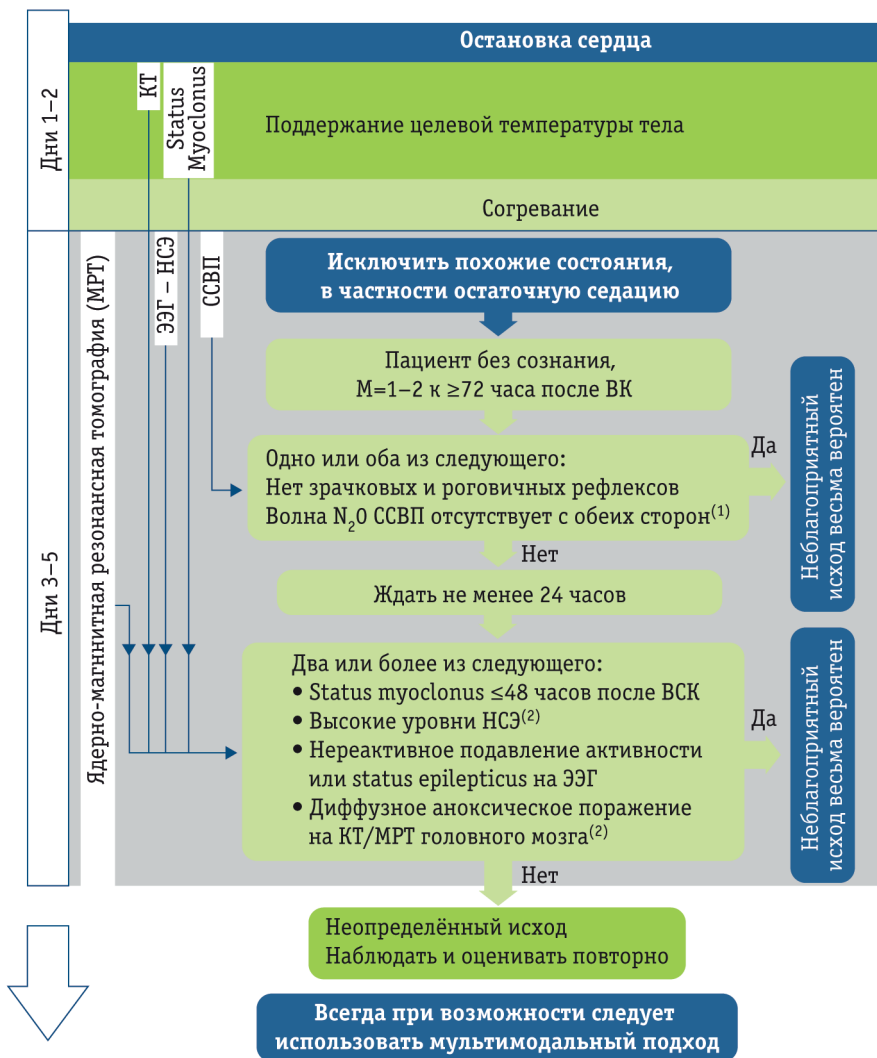 Остановка сердца
Дни 1–2
КТ
Status
Myoclonus
Поддержание целевой температуры тела
Согревание
Дни 3–5
Ядерно-магннитная резонансная томография (МРТ)
ЭЭГ – НСЭ
ССВП
Исключить похожие состояния,
в частности остаточную седацию
Пациент без сознания,
М=1–2 к ≥72 часа после ВК
Одно или оба из следующего:
Нет зрачковых и роговичных рефлексов
Волна N₂0 ССВП отсутствует с обеих сторон⁽¹⁾
Да
Неблагоприятный
исход весьма вероятен
Нет
Ждать не менее 24 часов
Два или более из следующего:
• Status myoclonus ≤48 часов после ВСК
• Высокие уровни НСЭ⁽²⁾
• Нереактивное подавление активности
или status epilepticus на ЭЭГ
• Диффузное аноксическое поражение
на КТ/МРТ головного мозга⁽²⁾
Да
Неблагоприятный
исход весьма вероятен
Нет
Неопределённый исход
Наблюдать и оценивать повторно
Всегда при возможности следует
использовать мультимодальный подход